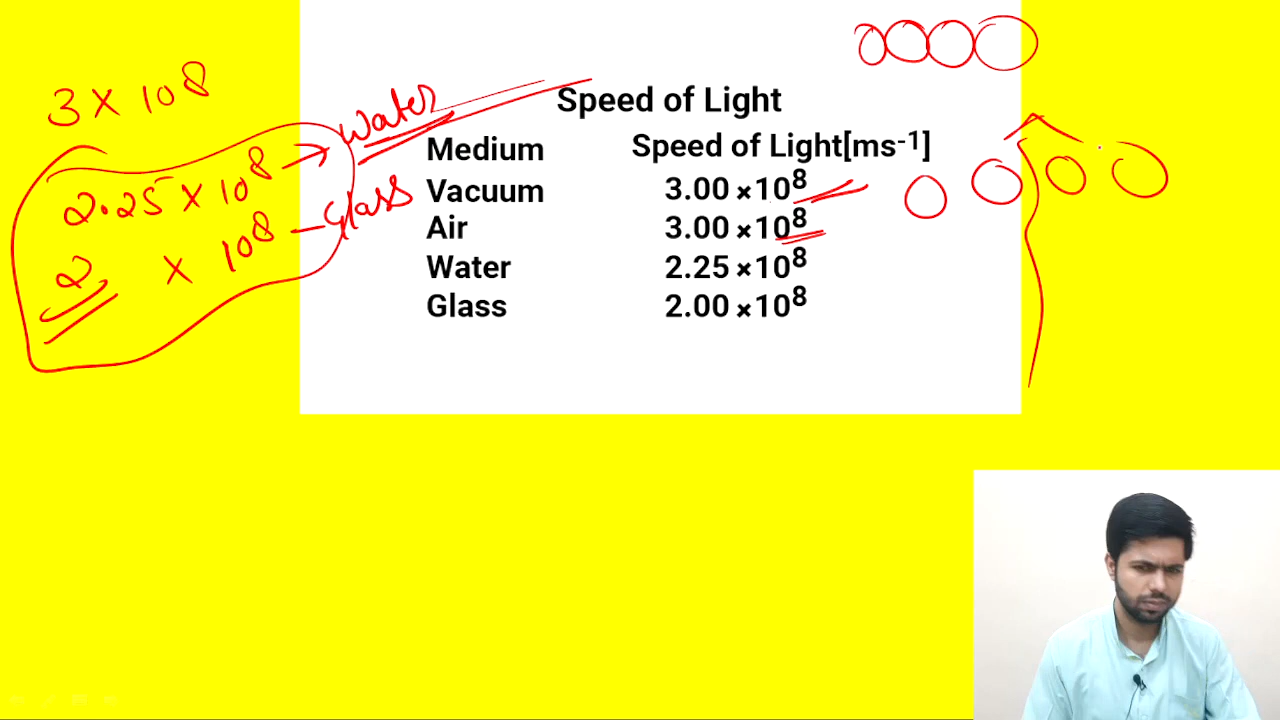 3 × 10⁸
2.25 × 10⁸ → water
2 × 10⁸ – Glass
Speed of Light
Medium Speed of Light[ms⁻¹]
Vacuum 3.00 ×10⁸
Air 3.00 ×10⁸
Water 2.25 ×10⁸
Glass 2.00 ×10⁸